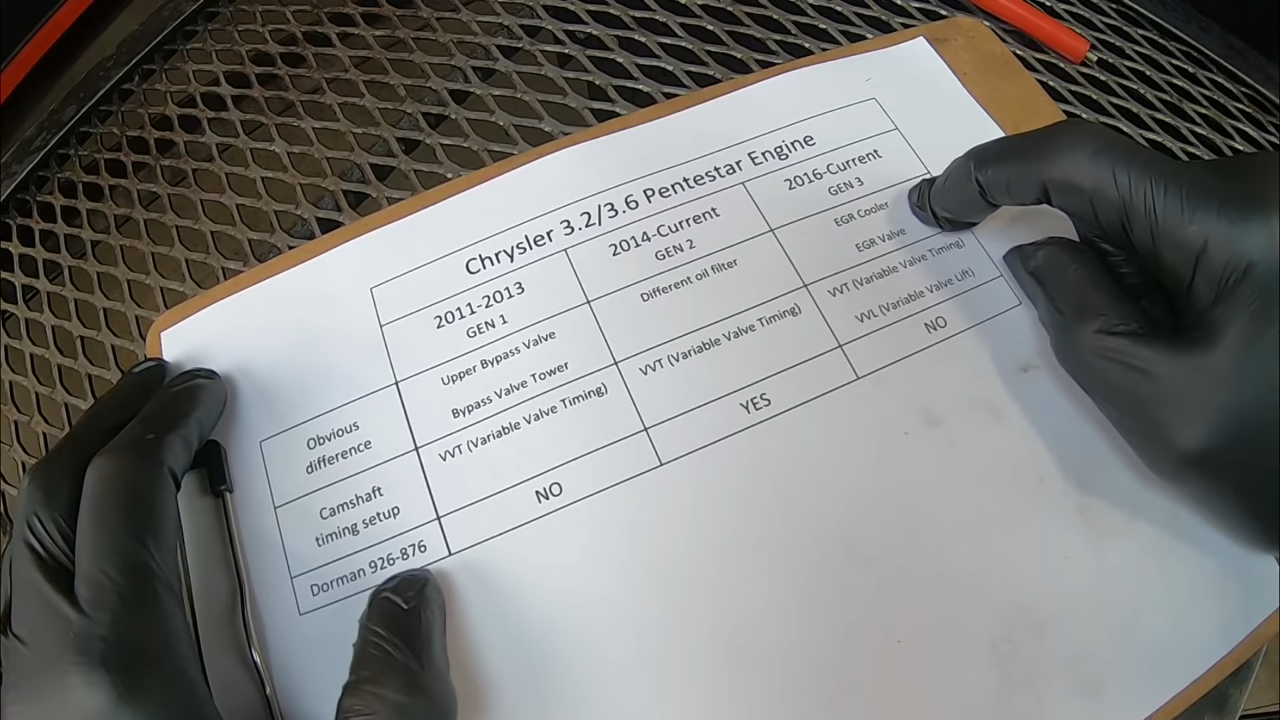 Chrysler 3.2/3.6 Pentestar Engine
2011-2013
GEN 1
2014-Current
GEN 2
2016-Current
GEN 3
Obvious
difference
Upper Bypass Valve
Bypass Valve Tower
Different oil filter
EGR Cooler
EGR Valve
Camshaft
timing setup
VVT (Variable Valve Timing)
VVT (Variable Valve Timing)
VVT (Variable Valve Timing)
VVL (Variable Valve Lift)
Dorman 926-876
NO
YES
NO